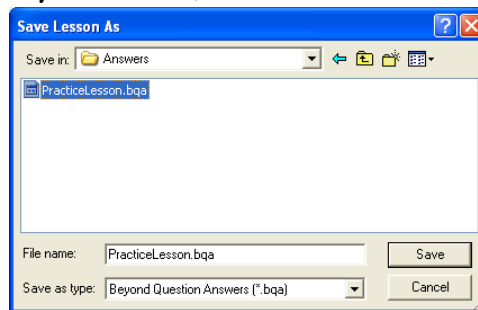 Save Lesson As
Save in: Answers
PracticeLesson.bqa
File name: PracticeLesson.bqa Save
Save as type: Beyond Question Answers (*.bqa) Cancel